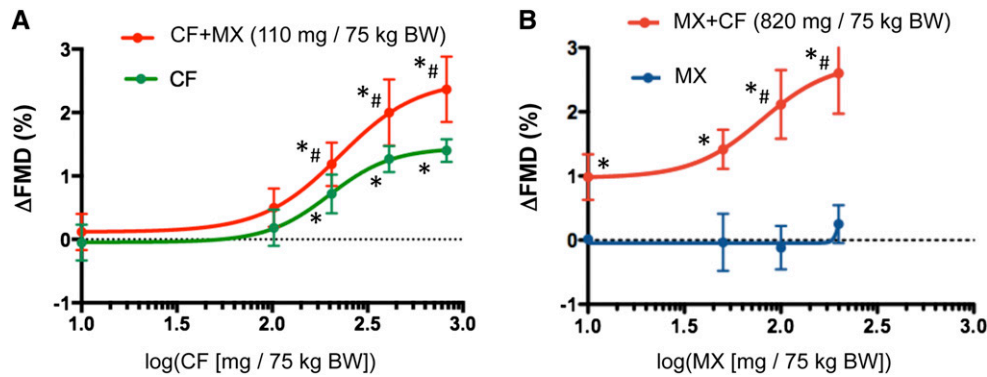 A
CF+MX (110 mg / 75 kg BW)
CF
ΔFMD (%)
3
2
1
0
-1
* # * # * # * * *
1.0 1.5 2.0 2.5 3.0
log(CF [mg / 75 kg BW])
B
MX+CF (820 mg / 75 kg BW)
MX
ΔFMD (%)
3
2
1
0
-1
* * * # * #
1.0 1.5 2.0 2.5 3.0
log(MX [mg / 75 kg BW])